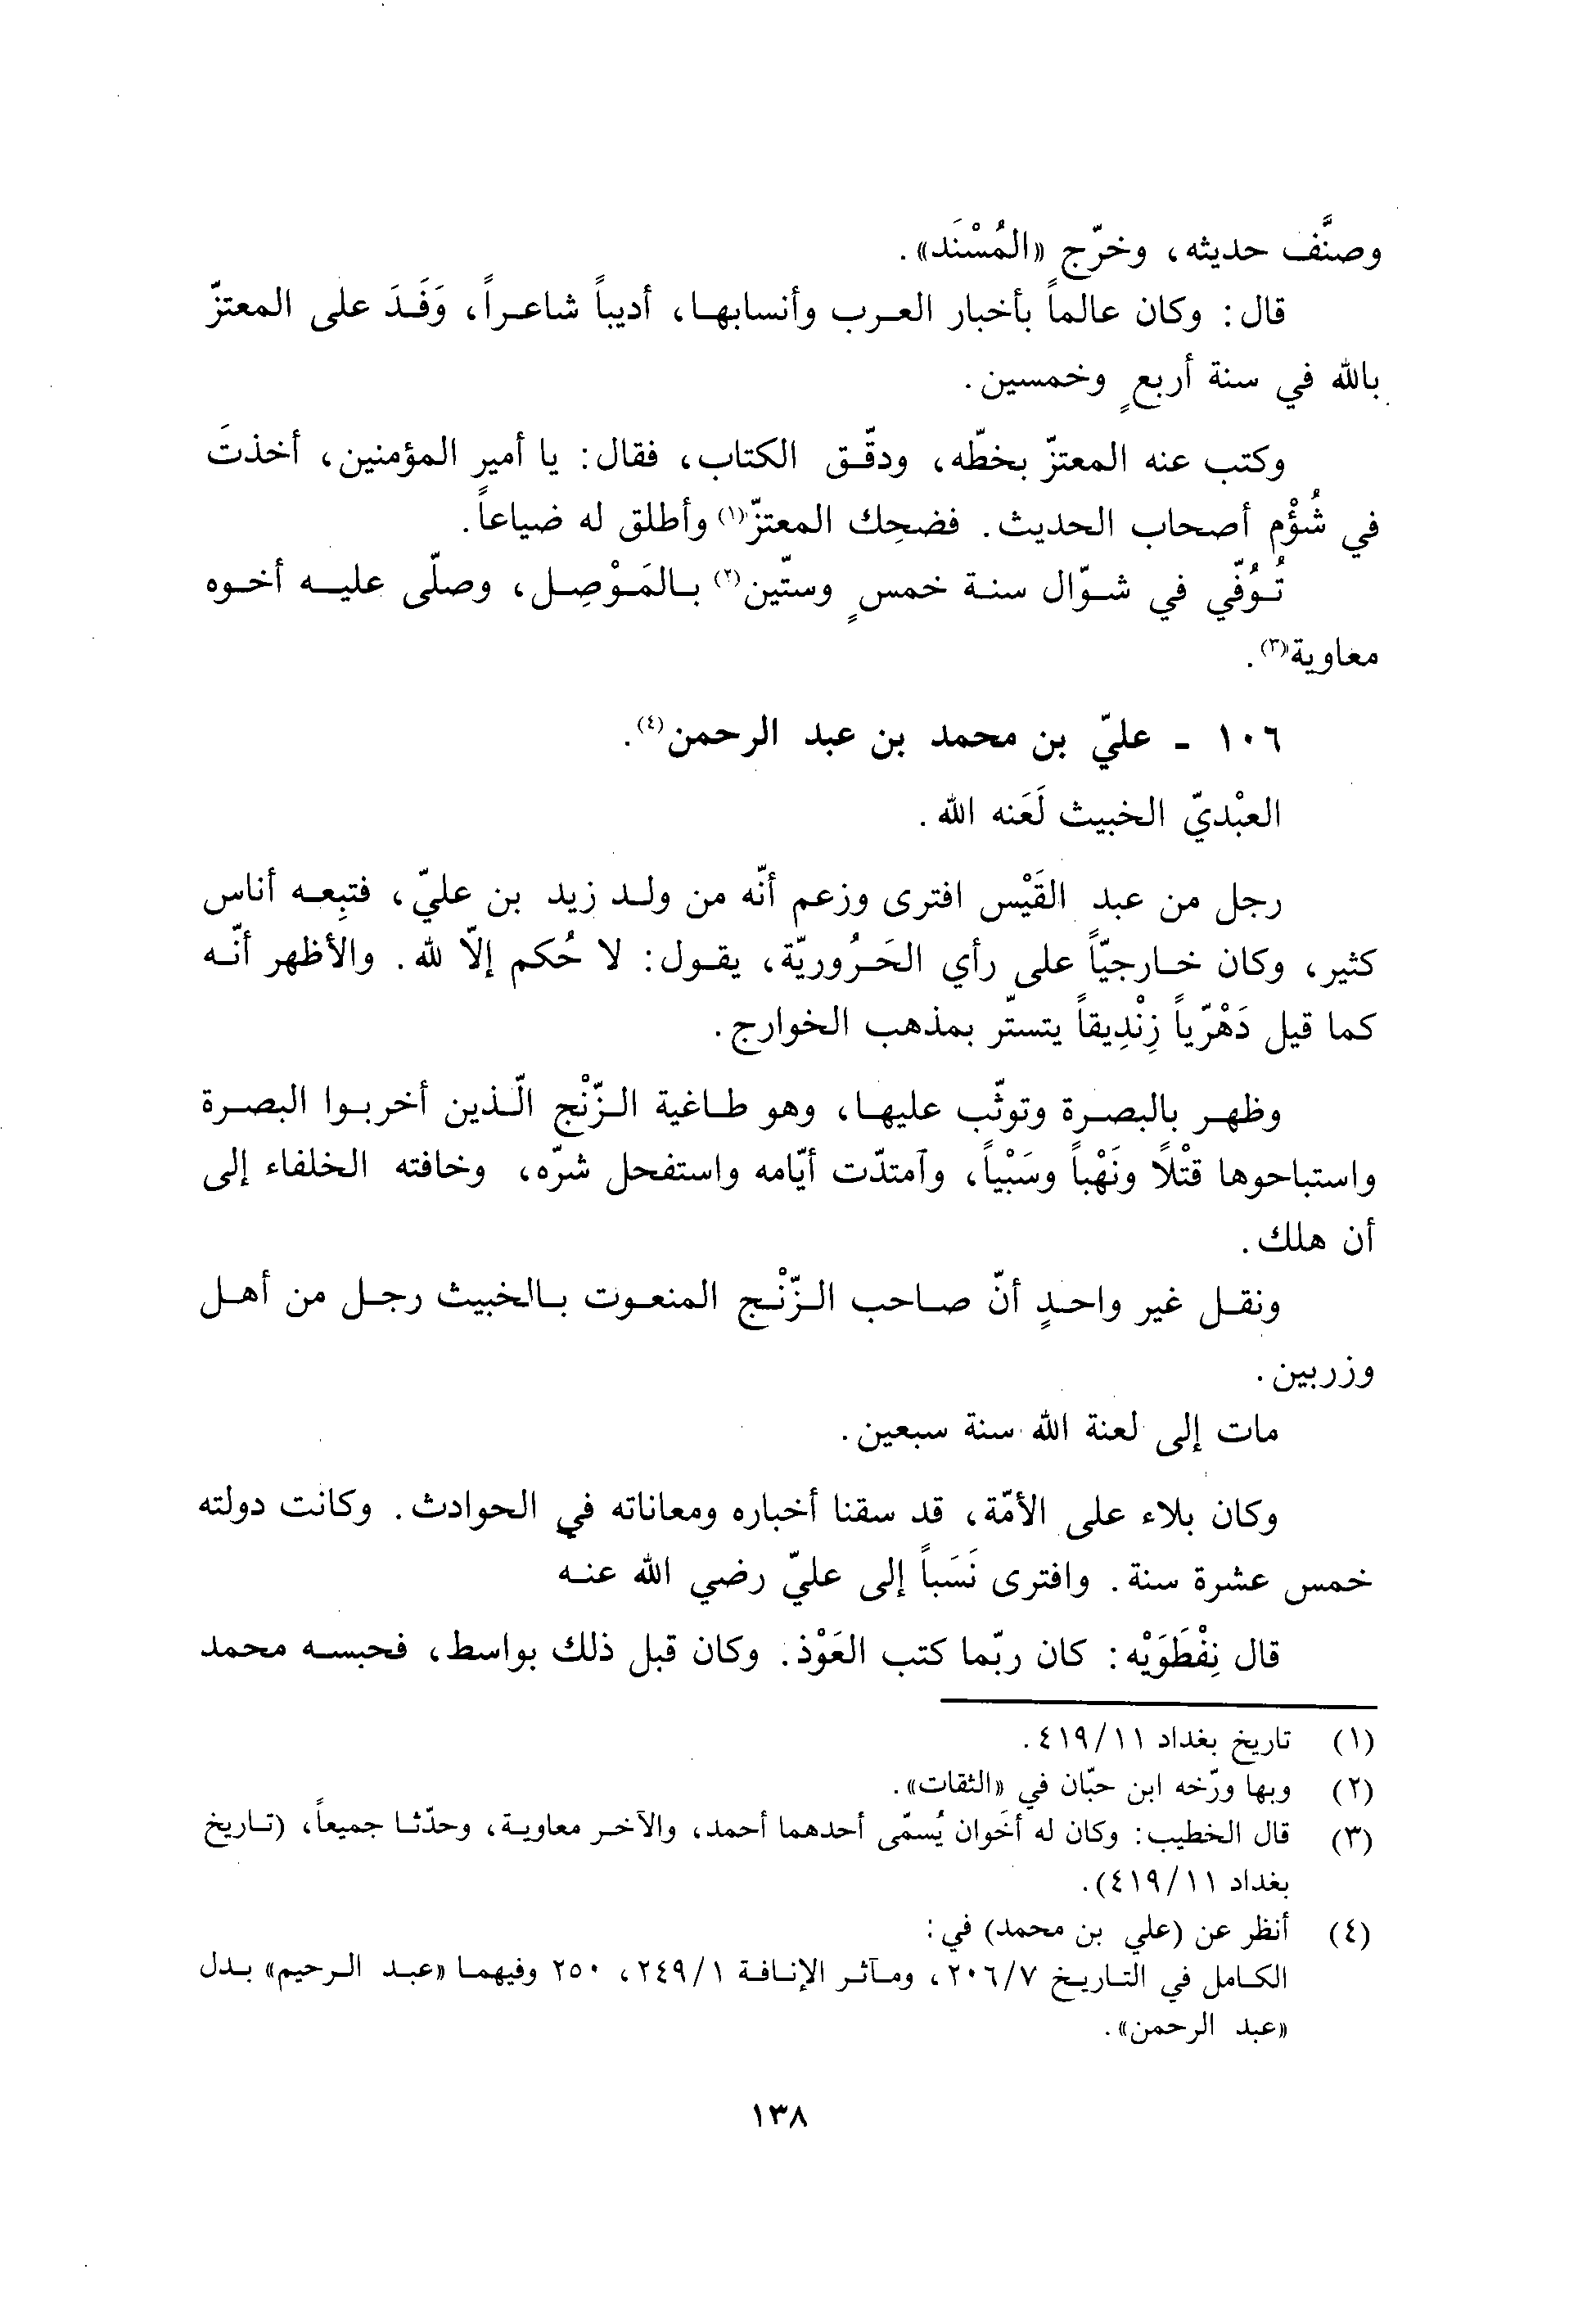 وصنَّف حديثه، وخرّج «المُسْنَد».
قال: وكان عالماً بأخبار العرب وأنسابها، أديباً شاعراً، وَفَدَ على المعتزّ
بالله في سنة أربعٍ وخمسين.
وكتب عنه المعتزّ بخطّه، ودقّق الكتاب، فقال: يا أمير المؤمنين، أخذتَ
في شُؤْم أصحاب الحديث. فضحِك المعتزّ(١) وأطلق له ضياعاً.
تُوُفّي في شوّال سنة خمسٍ وستّين(٢) بالمَوْصِل، وصلّى عليه أخوه
معاوية(٣).
١٠٦ - عليّ بن محمد بن عبد الرحمن(٤).
العبْديّ الخبيث لَعَنه الله.
رجل من عبد القَيْس افترى وزعم أنّه من ولد زيد بن عليّ، فتبِعه أناس
كثير، وكان خارجيّاً على رأي الحَرُوريّة، يقول: لا حُكم إلّا لله. والأظهر أنّه
كما قيل دَهْرّياً زِنْدِيقاً يتستّر بمذهب الخوارج.
وظهر بالبصرة وتوثّب عليها، وهو طاغية الزّنْج الّذين أخربوا البصرة
واستباحوها قتْلًا ونَهْباً وسَبْياً، وآمتدّت أيّامه واستفحل شرّه، وخافته الخلفاء إلى
أن هلك.
ونقل غير واحدٍ أنّ صاحب الزّنْج المنعوت بالخبيث رجل من أهل
وزربين.
مات إلى لعنة الله سنة سبعين.
وكان بلاء على الأمّة، قد سقنا أخباره ومعاناته في الحوادث. وكانت دولته
خمس عشرة سنة. وافترى نَسَباً إلى عليّ رضي الله عنه
قال نِفْطَوَيْه: كان ربّما كتب العَوْذ. وكان قبل ذلك بواسط، فحبسه محمد
(١) تاريخ بغداد ٤١٩/١١.
(٢) وبها ورّخه ابن حبّان في «الثقات».
(٣) قال الخطيب: وكان له أخَوان يُسمّى أحدهما أحمد، والآخر معاوية، وحدّثا جميعاً، (تاريخ
بغداد ٤١٩/١١).
(٤) أنظر عن (علي بن محمد) في:
الكامل في التاريخ ٢٠٦/٧، ومآثر الإنافة ٢٤٩/١، ٢٥٠ وفيهما «عبد الرحيم» بدل
«عبد الرحمن».
١٣٨